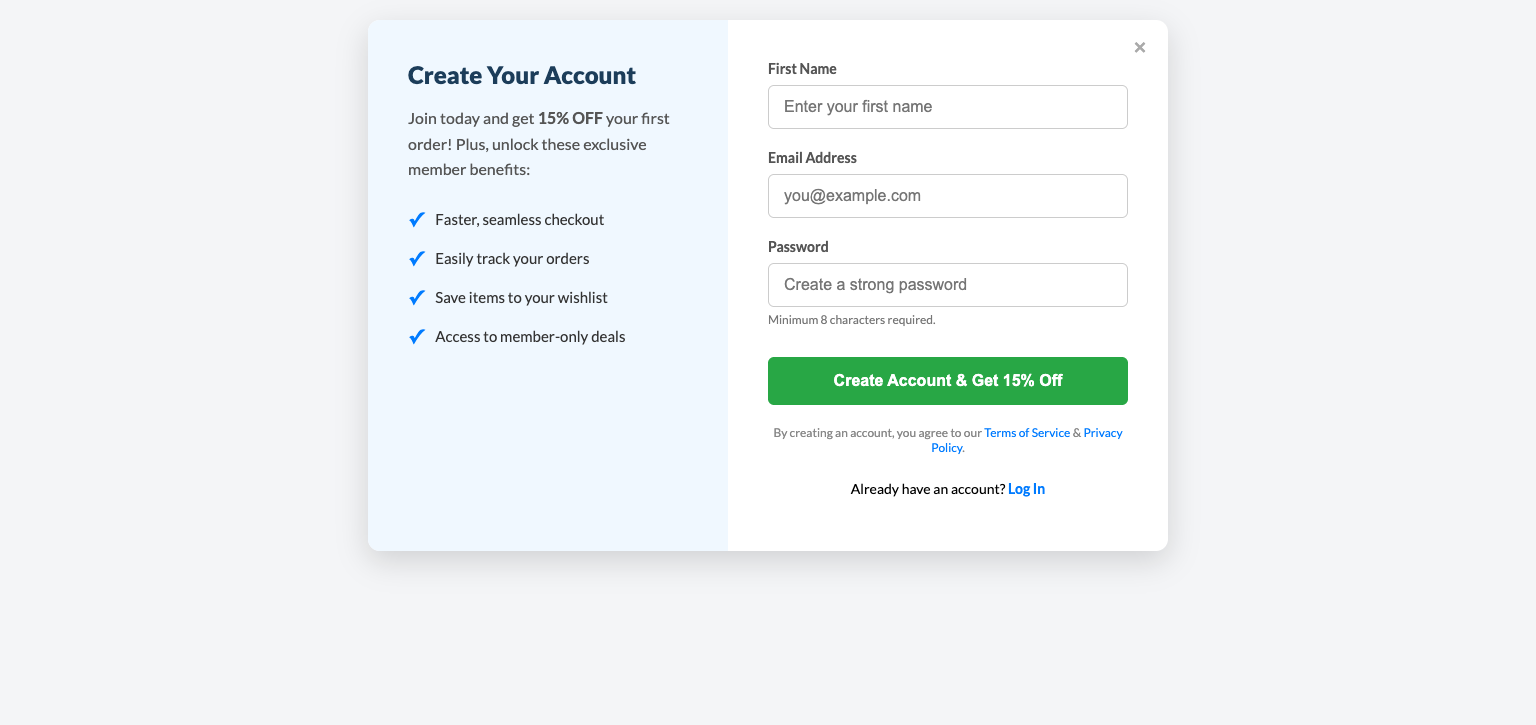 Create Your Account
Join today and get 15% OFF your first
order! Plus, unlock these exclusive
member benefits:
✔ Faster, seamless checkout
✔ Easily track your orders
✔ Save items to your wishlist
✔ Access to member-only deals
×
First Name
Enter your first name
Email Address
you@example.com
Password
Create a strong password
Minimum 8 characters required.
Create Account & Get 15% Off
By creating an account, you agree to our Terms of Service & Privacy
Policy.
Already have an account? Log In